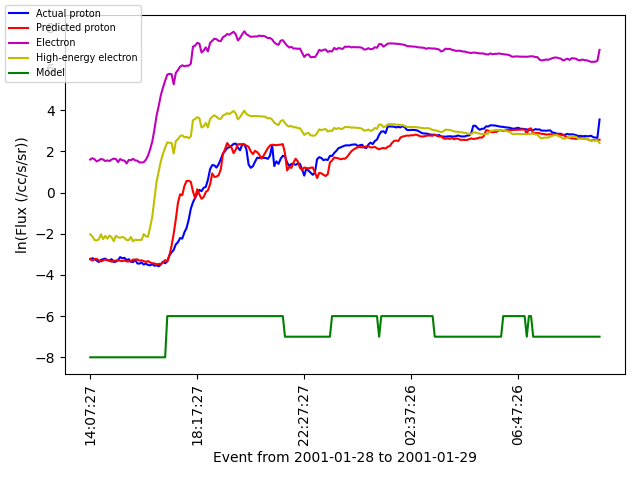 Actual proton
Predicted proton
Electron
High-energy electron
Model
4
2
0
−2
−4
−6
−8
ln(Flux (/cc/s/sr))
14:07:27
18:17:27
22:27:27
02:37:26
06:47:26
Event from 2001-01-28 to 2001-01-29